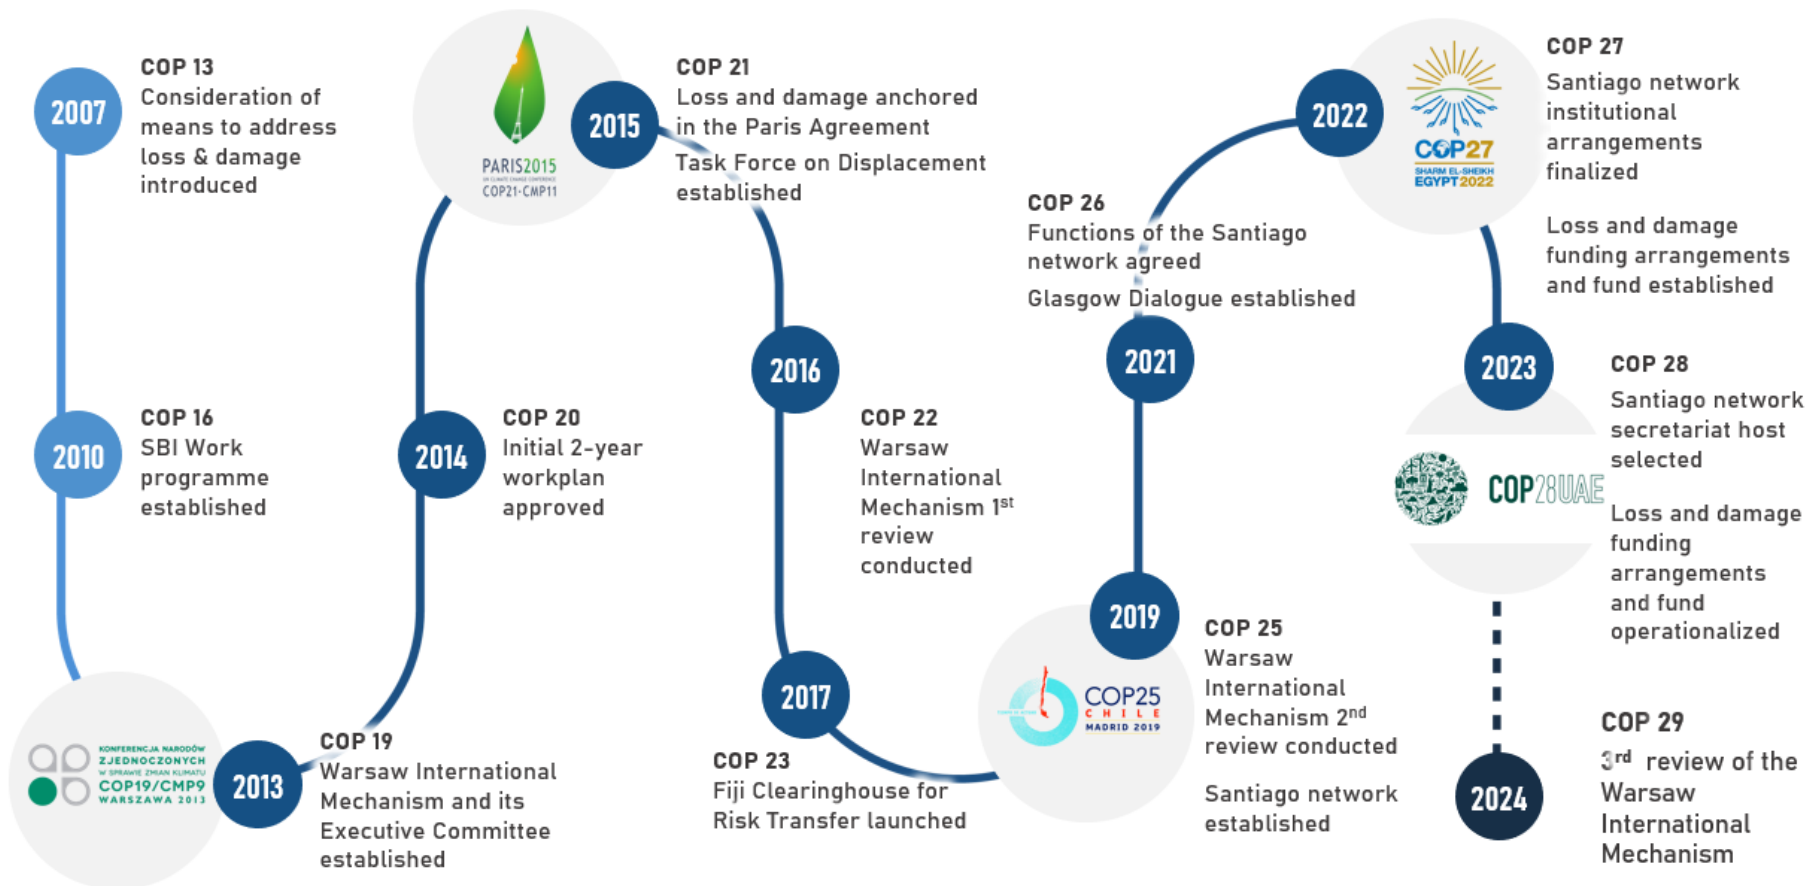 2007
COP 13
Consideration of
means to address
loss & damage
introduced
2010
COP 16
SBI Work
programme
established
KONFERENCJA NARODÓW
ZJEDNOCZONYCH
W SPRAWIE ZMIAN KLIMATU
COP19/CMP9
WARSZAWA 2013
2013
COP 19
Warsaw International
Mechanism and its
Executive Committee
established
2014
COP 20
Initial 2-year
workplan
approved
PARIS2015
UN CLIMATE CHANGE CONFERENCE
COP21·CMP11
2015
COP 21
Loss and damage anchored
in the Paris Agreement
Task Force on Displacement
established
2016
COP 22
Warsaw
International
Mechanism 1st
review
conducted
2017
COP 23
Fiji Clearinghouse for
Risk Transfer launched
COP25
CHILE
MADRID 2019
2019
COP 25
Warsaw
International
Mechanism 2nd
review conducted
Santiago network
established
2021
COP 26
Functions of the Santiago
network agreed
Glasgow Dialogue established
2022
COP27
SHARM EL-SHEIKH
EGYPT2022
COP 27
Santiago network
institutional
arrangements
finalized
Loss and damage
funding arrangements
and fund established
2023
COP28UAE
COP 28
Santiago network
secretariat host
selected
Loss and damage
funding
arrangements
and fund
operationalized
2024
COP 29
3rd review of the
Warsaw
International
Mechanism